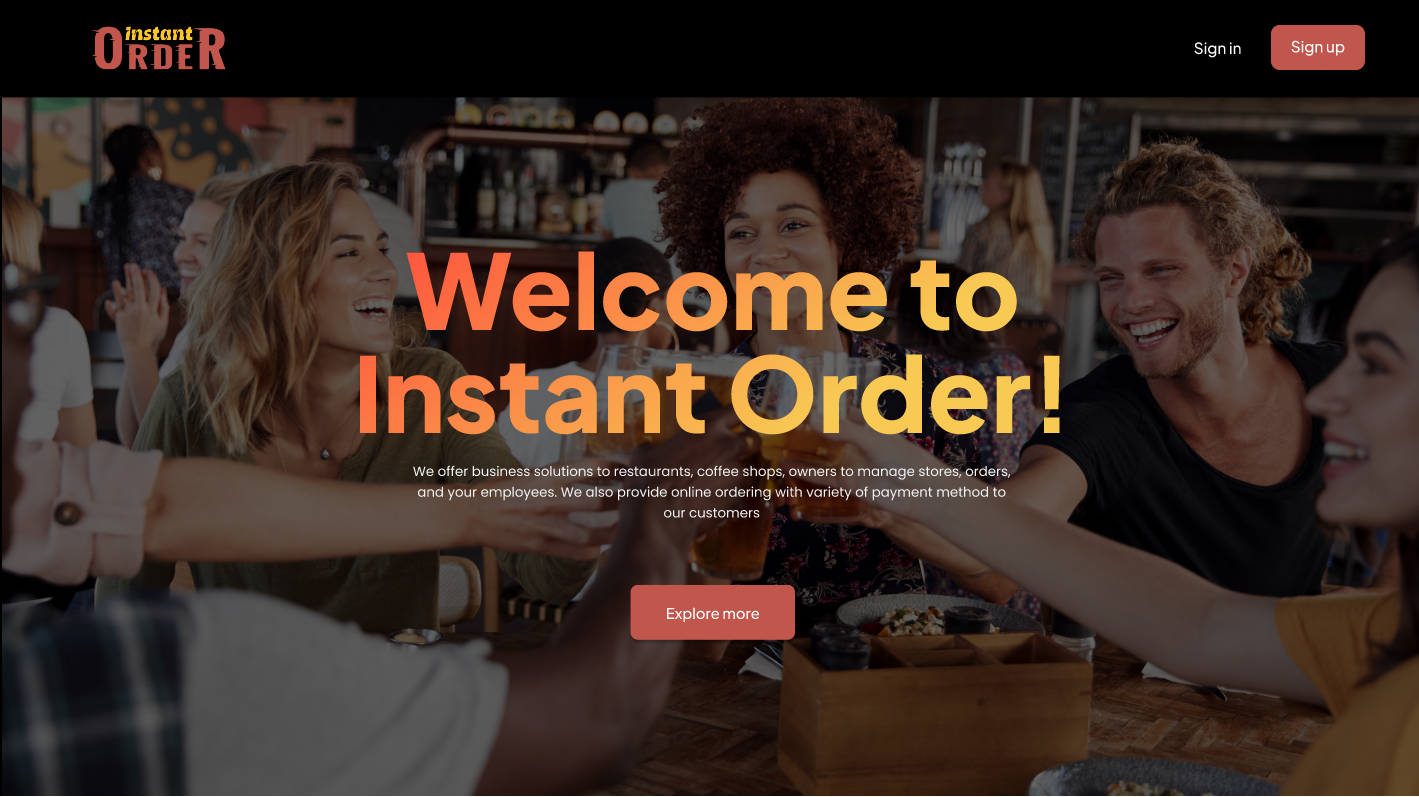 instant
ORDER
Sign in
Sign up
Welcome to
Instant Order!
We offer business solutions to restaurants, coffee shops, owners to manage stores, orders,
and your employees. We also provide online ordering with variety of payment method to
our customers
Explore more